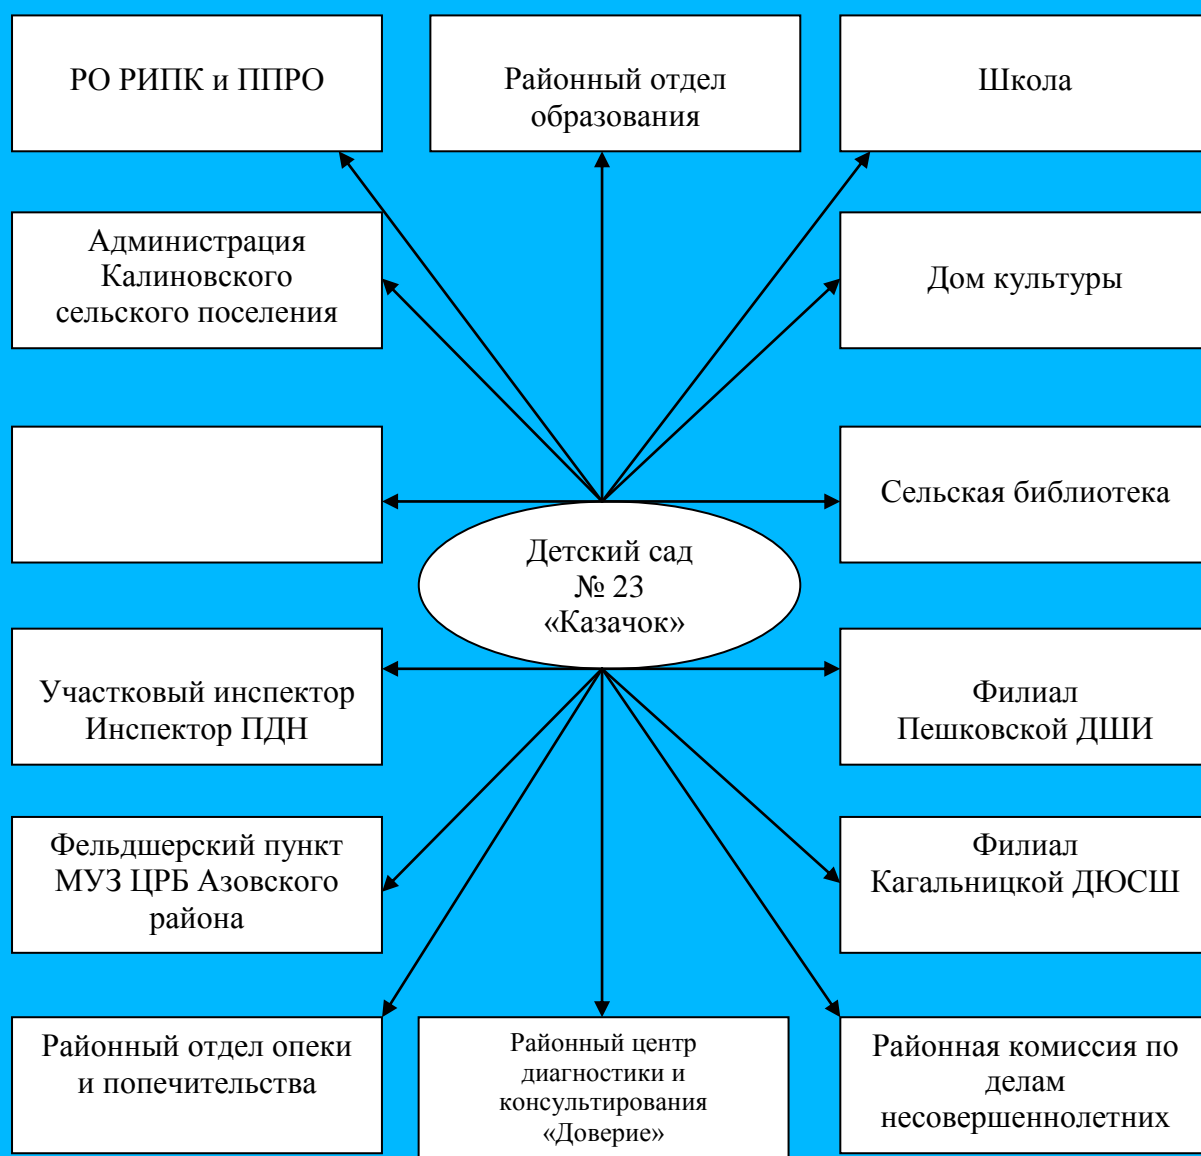 РО РИПК и ППРО
Районный отдел
образования
Школа
Администрация
Калиновского
сельского поселения
Дом культуры
Сельская библиотека
Детский сад
№ 23
«Казачок»
Участковый инспектор
Инспектор ПДН
Филиал
Пешковской ДШИ
Фельдшерский пункт
МУЗ ЦРБ Азовского
района
Филиал
Кагальницкой ДЮСШ
Районный отдел опеки
и попечительства
Районный центр
диагностики и
консультирования
«Доверие»
Районная комиссия по
делам
несовершеннолетних